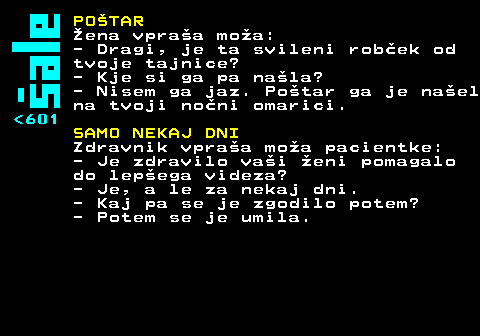 Šale
<601
POŠTAR
Žena vpraša moža:
- Dragi, je ta svileni robček od
tvoje tajnice?
- Kje si ga pa našla?
- Nisem ga jaz. Poštar ga je našel
na tvoji nočni omarici.
SAMO NEKAJ DNI
Zdravnik vpraša moža pacientke:
- Je zdravilo vaši ženi pomagalo
do lepšega videza?
- Je, a le za nekaj dni.
- Kaj pa se je zgodilo potem?
- Potem se je umila.